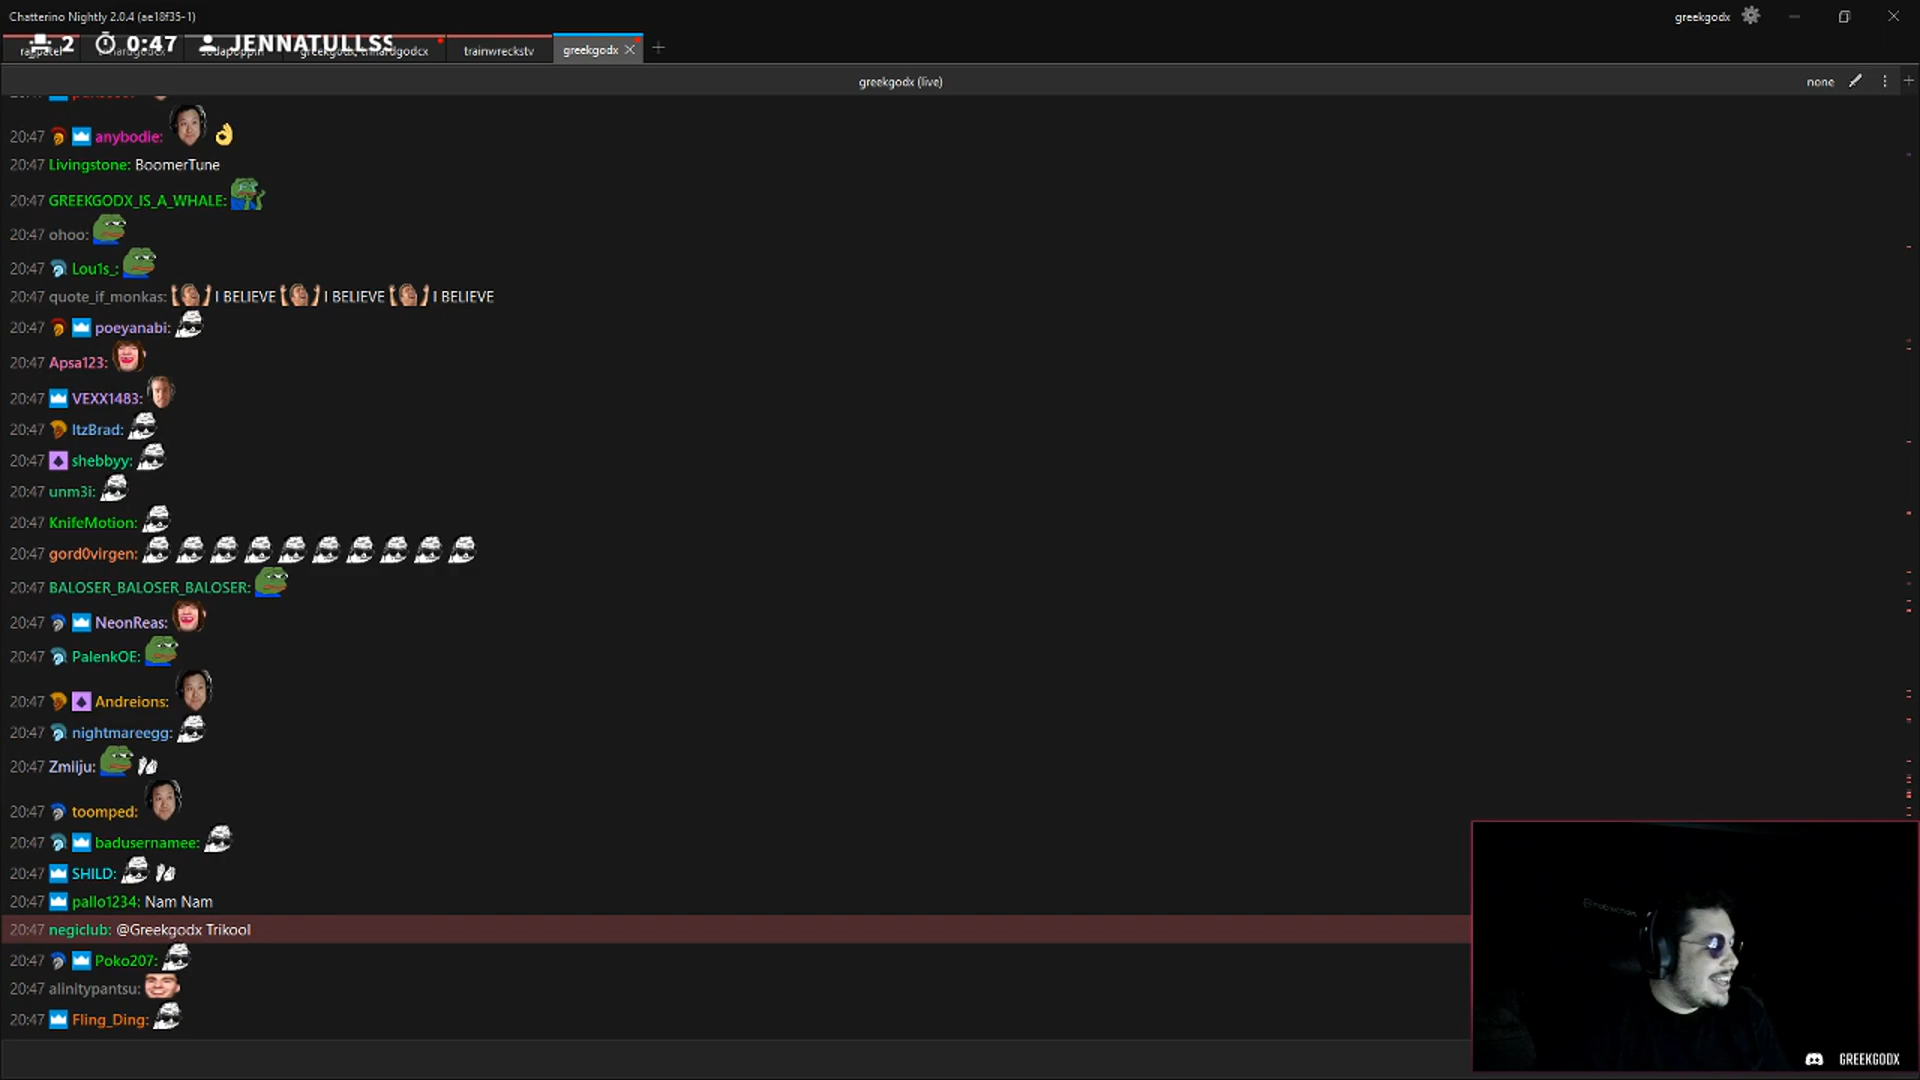 Chatterino Nightly 2.0.4 (ae18f35-1)
greekgodx
2 0:47 JENNATULLSS
sodapoppin
greekgodx, trihardgodcx
trainwreckstv
greekgodx
greekgodx (live)
none
20:47 anybodie:
20:47 Livingstone: BoomerTune
20:47 GREEKGODX_IS_A_WHALE:
20:47 ohoo:
20:47 Lou1s_:
20:47 quote_if_monkas: I BELIEVE I BELIEVE I BELIEVE
20:47 poeyanabi:
20:47 Apsa123:
20:47 VEXX1483:
20:47 ItzBrad:
20:47 shebbyy:
20:47 unm3i:
20:47 KnifeMotion:
20:47 gord0virgen:
20:47 BALOSER_BALOSER_BALOSER:
20:47 NeonReas:
20:47 PalenkOE:
20:47 Andreions:
20:47 nightmareegg:
20:47 Zmilju:
20:47 toomped:
20:47 badusernamee:
20:47 SHILD:
20:47 pallo1234: Nam Nam
20:47 negiclub: @Greekgodx Trikool
20:47 Poko207:
20:47 alinitypantsu:
20:47 Fling_Ding:
GREEKGODX